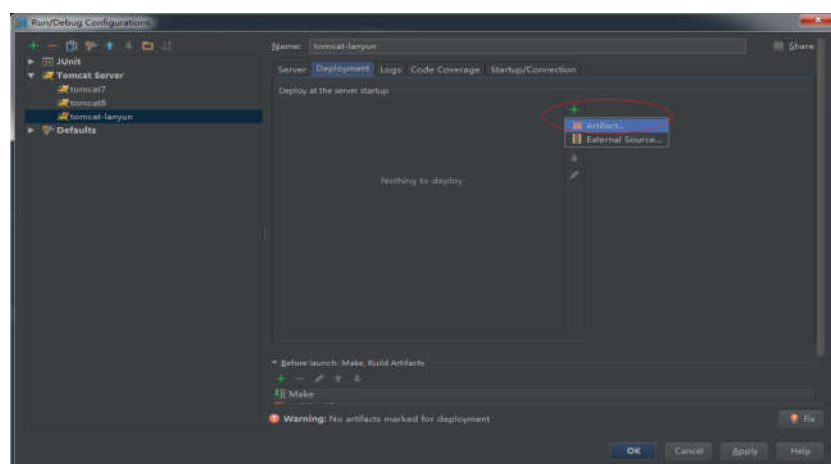 Run/Debug Configurations
Name: tomcat-lanyun
Share
JUnit
Tomcat Server
tomcat7
tomcat8
tomcat-lanyun
Defaults
Server Deployment Logs Code Coverage Startup/Connection
Deploy at the server startup
Artifact...
External Source...
Nothing to deploy
Before launch: Make, Build Artifacts
Make
Warning: No artifacts marked for deployment
Fix
OK Cancel Apply Help